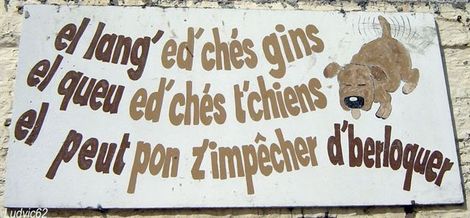 el lang' ed' chés gins
el queu ed' chés t'chiens
el peut pon z'impêcher d'berloquer
Ludvic62